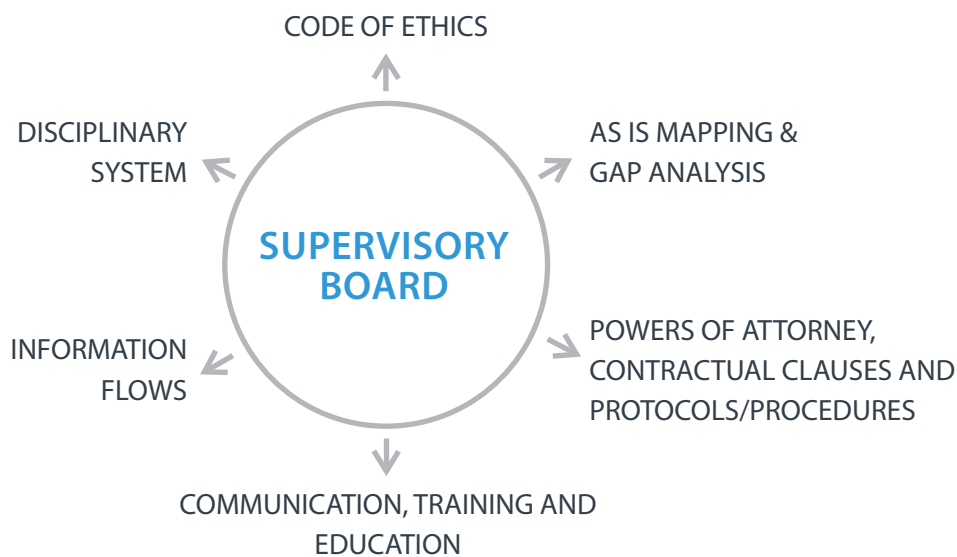 CODE OF ETHICS
DISCIPLINARY
SYSTEM
AS IS MAPPING &
GAP ANALYSIS
SUPERVISORY
BOARD
INFORMATION
FLOWS
POWERS OF ATTORNEY,
CONTRACTUAL CLAUSES AND
PROTOCOLS/PROCEDURES
COMMUNICATION, TRAINING AND
EDUCATION